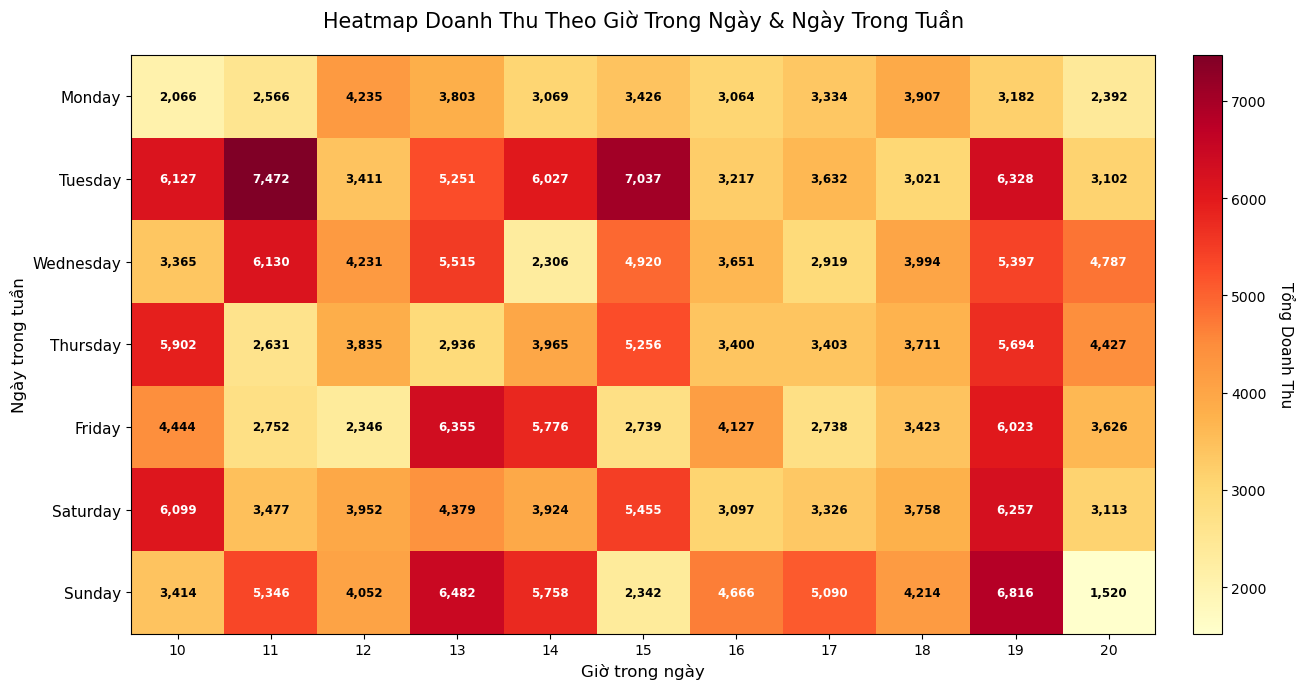 Heatmap Doanh Thu Theo Giờ Trong Ngày & Ngày Trong Tuần
Ngày trong tuần
Monday 2,066 2,566 4,235 3,803 3,069 3,426 3,064 3,334 3,907 3,182 2,392
Tuesday 6,127 7,472 3,411 5,251 6,027 7,037 3,217 3,632 3,021 6,328 3,102
Wednesday 3,365 6,130 4,231 5,515 2,306 4,920 3,651 2,919 3,994 5,397 4,787
Thursday 5,902 2,631 3,835 2,936 3,965 5,256 3,400 3,403 3,711 5,694 4,427
Friday 4,444 2,752 2,346 6,355 5,776 2,739 4,127 2,738 3,423 6,023 3,626
Saturday 6,099 3,477 3,952 4,379 3,924 5,455 3,097 3,326 3,758 6,257 3,113
Sunday 3,414 5,346 4,052 6,482 5,758 2,342 4,666 5,090 4,214 6,816 1,520
10 11 12 13 14 15 16 17 18 19 20
Giờ trong ngày
7000
6000
5000
4000
3000
2000
Tổng Doanh Thu